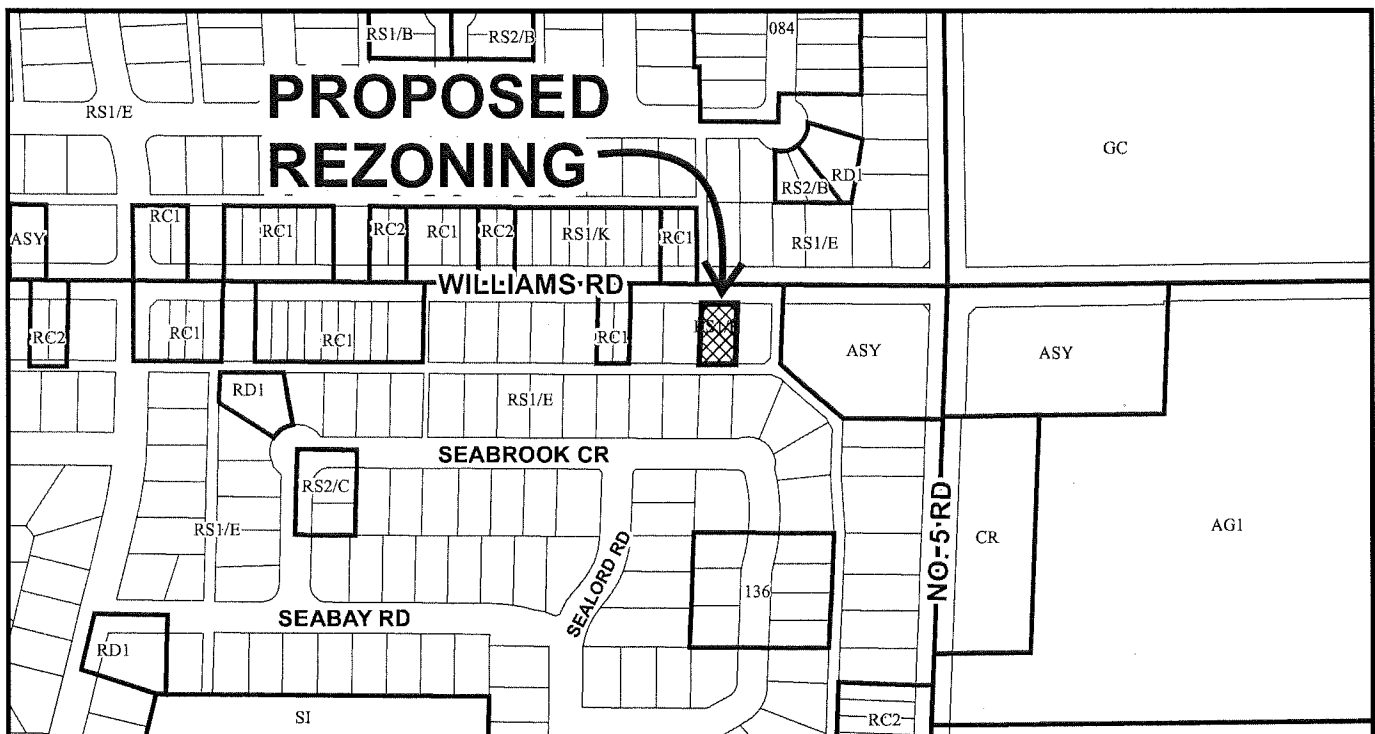 RS1/B
RS2/B
084
PROPOSED
REZONING
RS1/E
GC
RD1
RS2/B
RS1/E
ASY
RC1
RC1
RC2
RC1
RC2
RS1/K
RC1
WILLIAMS RD
RC2
RC1
RC1
RC1
ASY
ASY
RD1
RS1/E
SEABROOK CR
RS2/C
RS1/E
SEALORD RD
NO. 5 RD
CR
AG1
136
SEABAY RD
RD1
SI
RC2